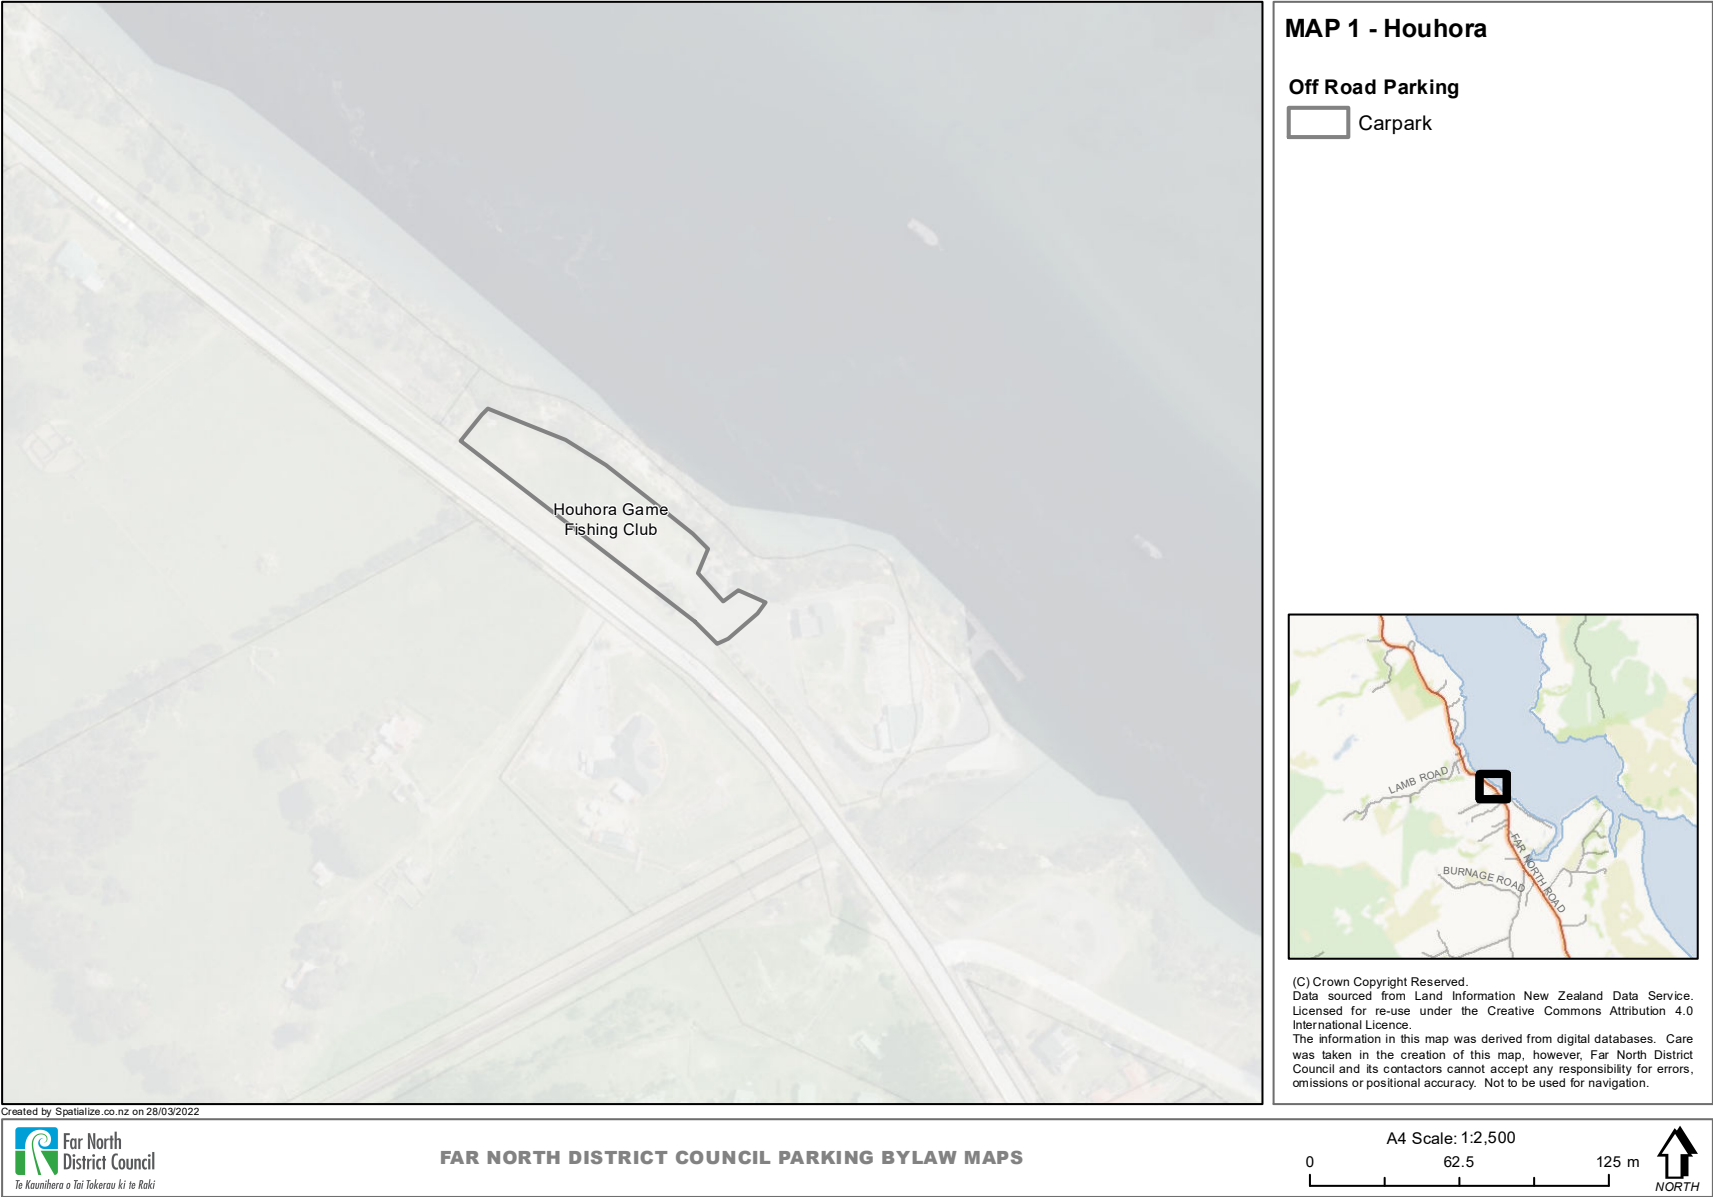 MAP 1 - Houhora
Off Road Parking
Carpark
Houhora Game
Fishing Club
LAMB ROAD
FAR NORTH ROAD
BURNAGE ROAD
(C) Crown Copyright Reserved.
Data sourced from Land Information New Zealand Data Service.
Licensed for re-use under the Creative Commons Attribution 4.0
International Licence.
The information in this map was derived from digital databases. Care
was taken in the creation of this map, however, Far North District
Council and its contactors cannot accept any responsibility for errors,
omissions or positional accuracy. Not to be used for navigation.
Created by Spatialize.co.nz on 28/03/2022
Far North
District Council
Te Kaunihera o Tai Tokerau ki te Raki
FAR NORTH DISTRICT COUNCIL PARKING BYLAW MAPS
A4 Scale: 1:2,500
0 62.5 125 m
NORTH